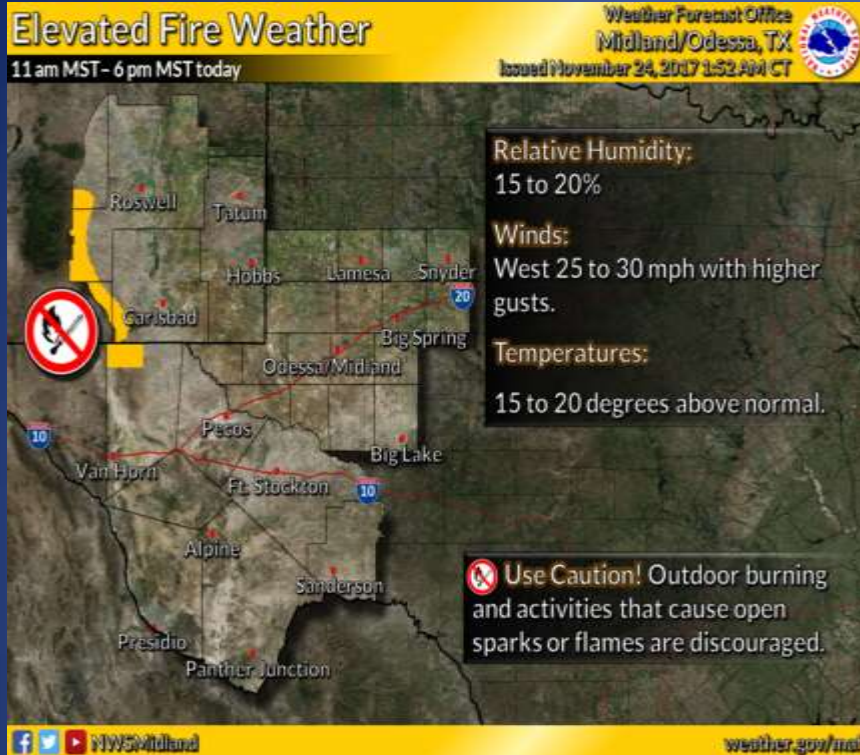 Elevated Fire Weather
11 am MST- 6 pm MST today
Weather Forecast Office
Midland/Odessa, TX
Issued November 24, 2017 1:52 AM CT
NATIONAL WEATHER SERVICE
Relative Humidity:
15 to 20%
Winds:
West 25 to 30 mph with higher
gusts.
Temperatures:
15 to 20 degrees above normal.
Roswell
Tatum
Hobbs
Lamesa
Snyder
20
Carlsbad
Big Spring
Odessa/Midland
Pecos
10
Big Lake
Van Horn
Ft. Stockton
10
Alpine
Sanderson
Presidio
Panther Junction
Use Caution! Outdoor burning
and activities that cause open
sparks or flames are discouraged.
NWSMidland
weather.gov/maf